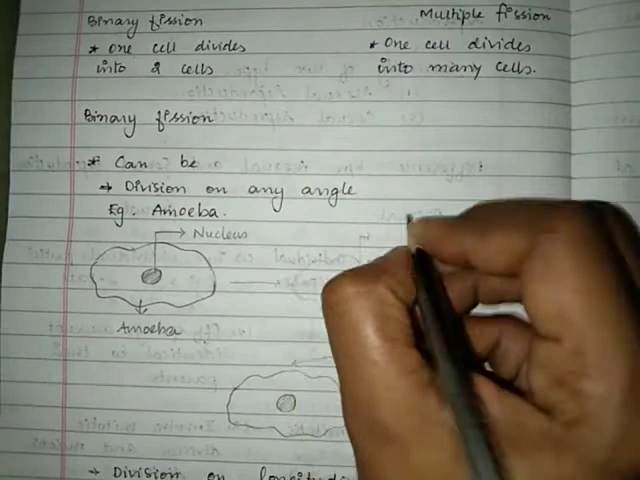 Binary fission
* One cell divides
into 2 cells
Multiple fission
* One cell divides
into many cells.
Binary fission
* Can be
→ Division on any angle
Eg: Amoeba.
→ Nucleus
Amoeba
→ Division on